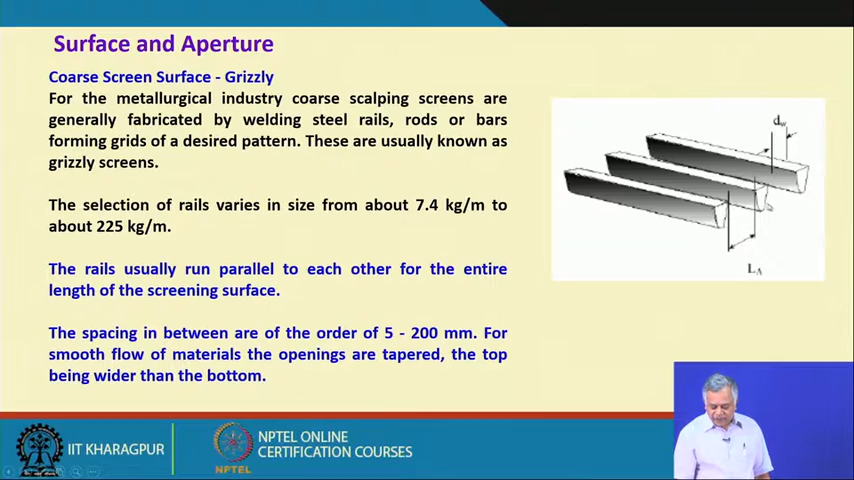 Surface and Aperture
Coarse Screen Surface - Grizzly
For the metallurgical industry coarse scalping screens are
generally fabricated by welding steel rails, rods or bars
forming grids of a desired pattern. These are usually known as
grizzly screens.
The selection of rails varies in size from about 7.4 kg/m to
about 225 kg/m.
The rails usually run parallel to each other for the entire
length of the screening surface.
The spacing in between are of the order of 5 - 200 mm. For
smooth flow of materials the openings are tapered, the top
being wider than the bottom.
dw
LA
IIT KHARAGPUR
NPTEL
NPTEL ONLINE
CERTIFICATION COURSES